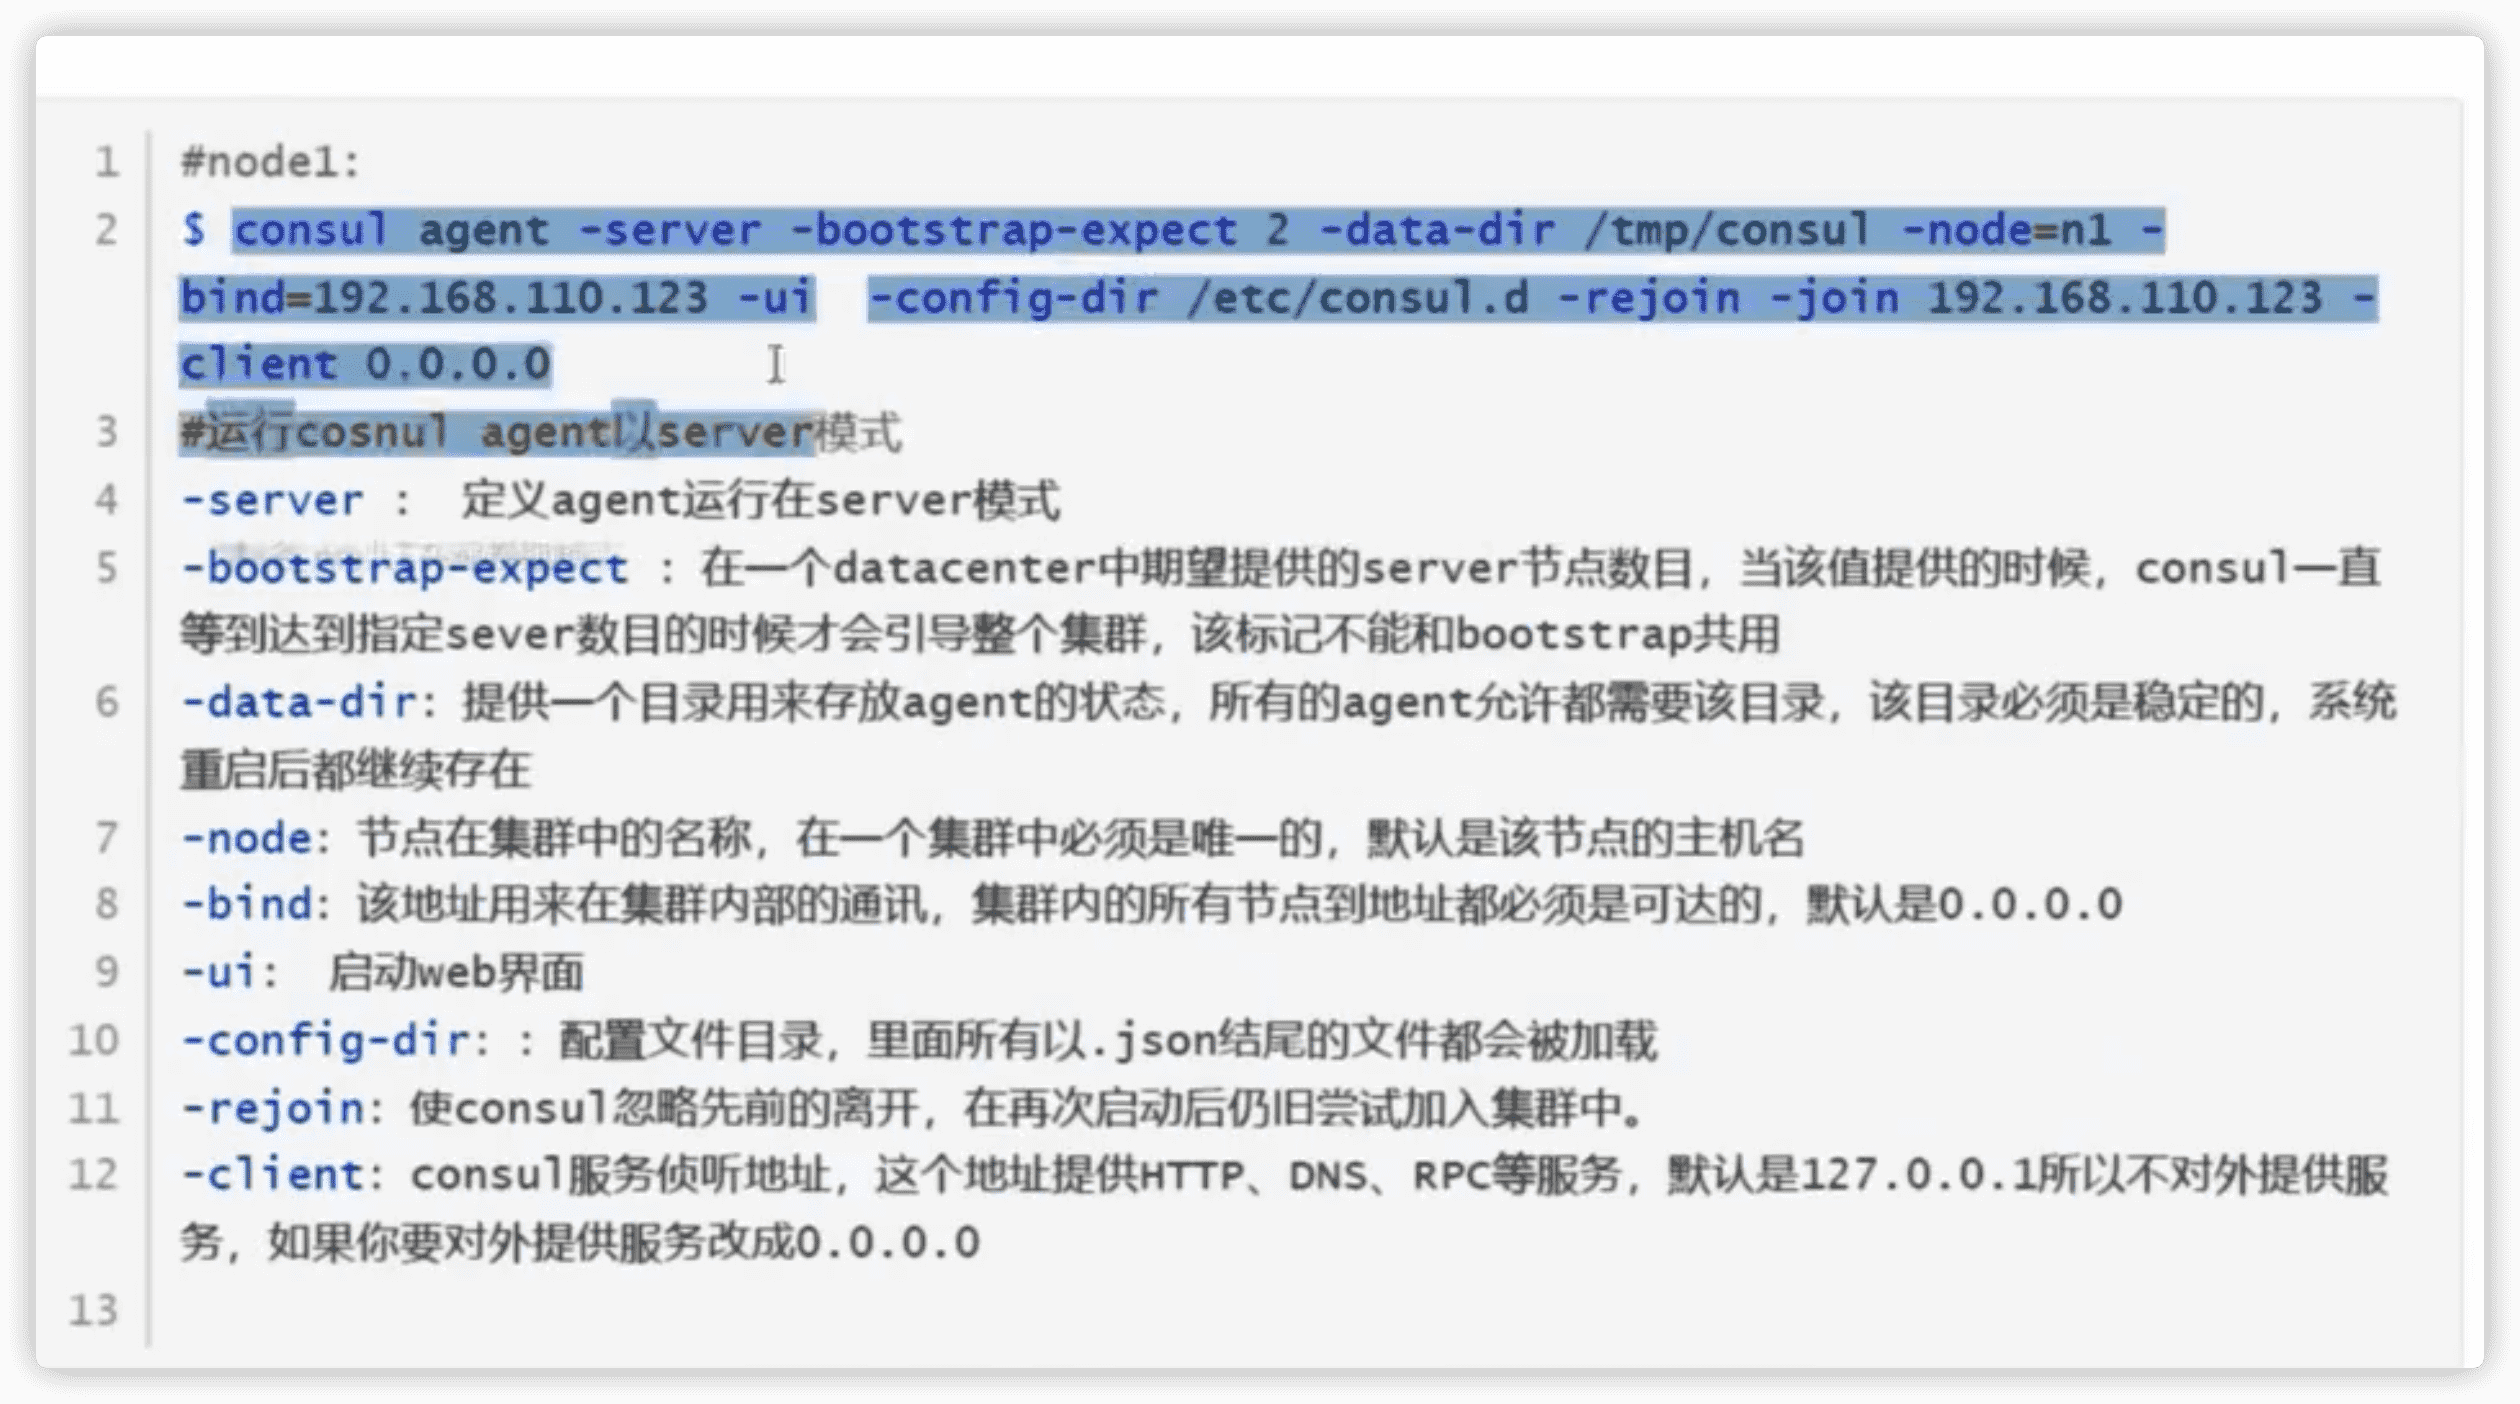 1 #node1:
2 $ consul agent -server -bootstrap-expect 2 -data-dir /tmp/consul -node=n1 -
bind=192.168.110.123 -ui  -config-dir /etc/consul.d -rejoin -join 192.168.110.123 -
client 0.0.0.0
3 #运行cosnul agent以server模式
4 -server : 定义agent运行在server模式
5 -bootstrap-expect : 在一个datacenter中期望提供的server节点数目，当该值提供的时候，consul一直
等到达到指定sever数目的时候才会引导整个集群，该标记不能和bootstrap共用
6 -data-dir: 提供一个目录用来存放agent的状态，所有的agent允许都需要该目录，该目录必须是稳定的，系统
重启后都继续存在
7 -node: 节点在集群中的名称，在一个集群中必须是唯一的，默认是该节点的主机名
8 -bind: 该地址用来在集群内部的通讯，集群内的所有节点到地址都必须是可达的，默认是0.0.0.0
9 -ui: 启动web界面
10 -config-dir: : 配置文件目录，里面所有以.json结尾的文件都会被加载
11 -rejoin: 使consul忽略先前的离开，在再次启动后仍旧尝试加入集群中。
12 -client: consul服务侦听地址，这个地址提供HTTP、DNS、RPC等服务，默认是127.0.0.1所以不对外提供服
务，如果你要对外提供服务改成0.0.0.0
13